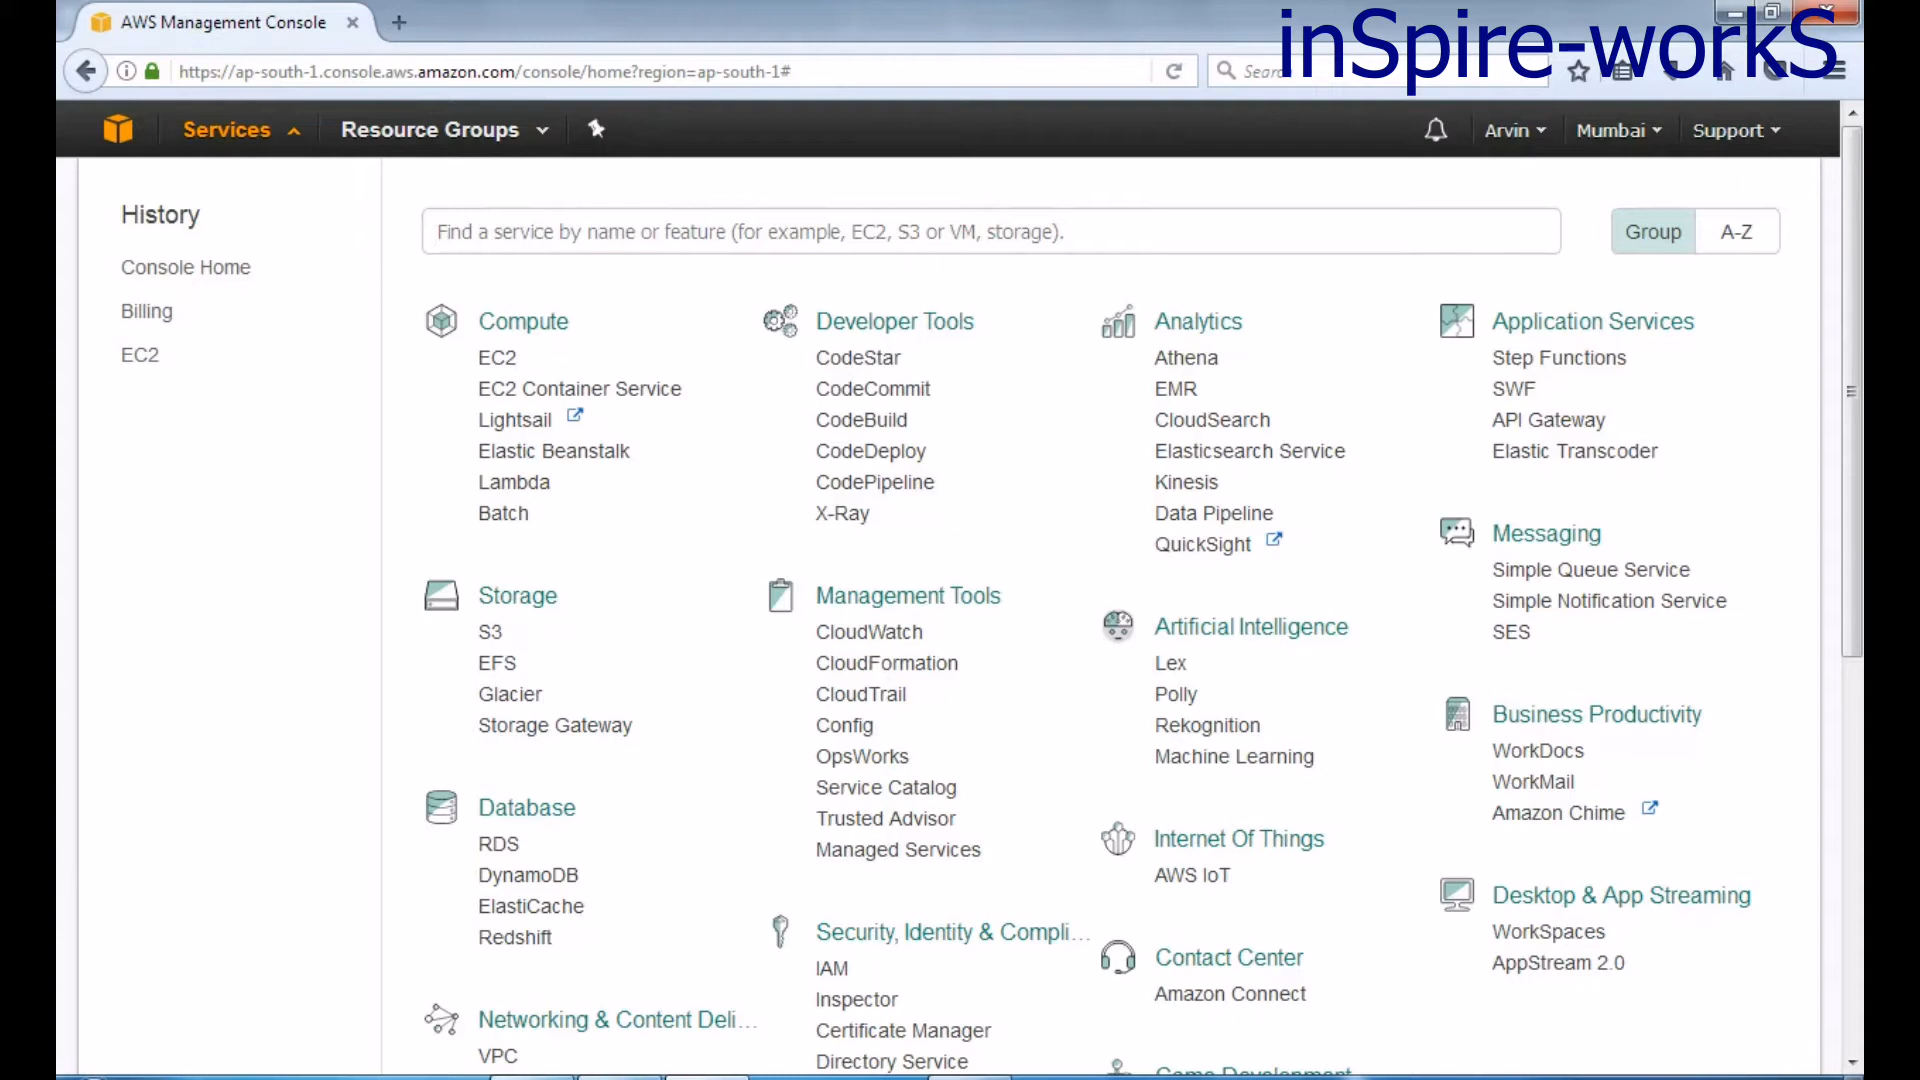 AWS Management Console
inSpire-workS
https://ap-south-1.console.aws.amazon.com/console/home?region=ap-south-1#
Services
Resource Groups
Arvin
Mumbai
Support
History
Console Home
Billing
EC2
Find a service by name or feature (for example, EC2, S3 or VM, storage).
Group
A-Z
Compute
EC2
EC2 Container Service
Lightsail
Elastic Beanstalk
Lambda
Batch
Storage
S3
EFS
Glacier
Storage Gateway
Database
RDS
DynamoDB
ElastiCache
Redshift
Networking & Content Deli...
VPC
Developer Tools
CodeStar
CodeCommit
CodeBuild
CodeDeploy
CodePipeline
X-Ray
Management Tools
CloudWatch
CloudFormation
CloudTrail
Config
OpsWorks
Service Catalog
Trusted Advisor
Managed Services
Security, Identity & Compli...
IAM
Inspector
Certificate Manager
Directory Service
Analytics
Athena
EMR
CloudSearch
Elasticsearch Service
Kinesis
Data Pipeline
QuickSight
Artificial Intelligence
Lex
Polly
Rekognition
Machine Learning
Internet Of Things
AWS IoT
Contact Center
Amazon Connect
Game Development
Application Services
Step Functions
SWF
API Gateway
Elastic Transcoder
Messaging
Simple Queue Service
Simple Notification Service
SES
Business Productivity
WorkDocs
WorkMail
Amazon Chime
Desktop & App Streaming
WorkSpaces
AppStream 2.0